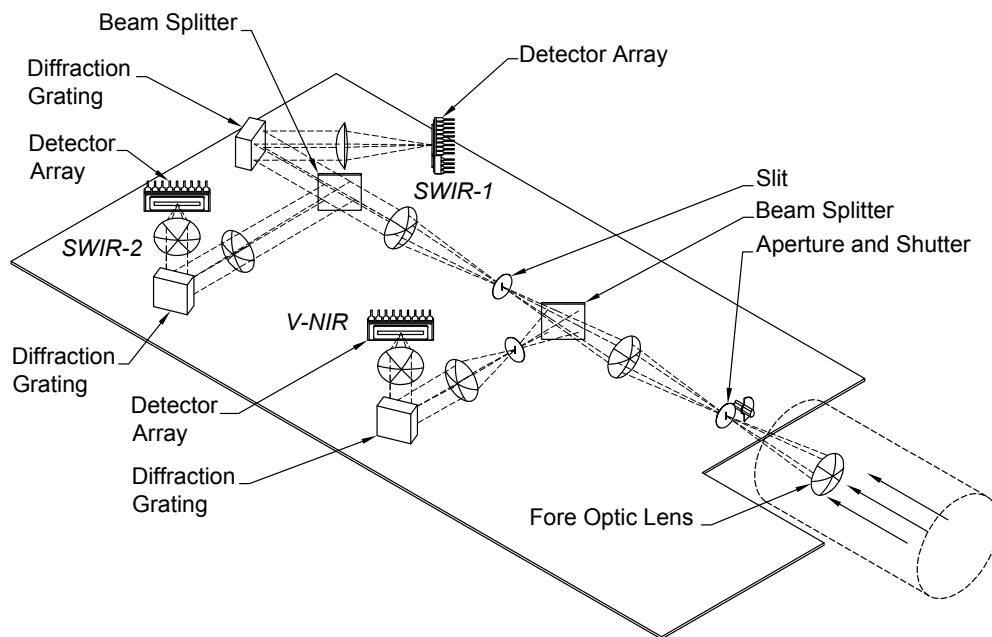 Beam Splitter
Detector Array
Diffraction
Grating
Detector
Array
SWIR-1
Slit
Beam Splitter
Aperture and Shutter
SWIR-2
V-NIR
Diffraction
Grating
Detector
Array
Diffraction
Grating
Fore Optic Lens